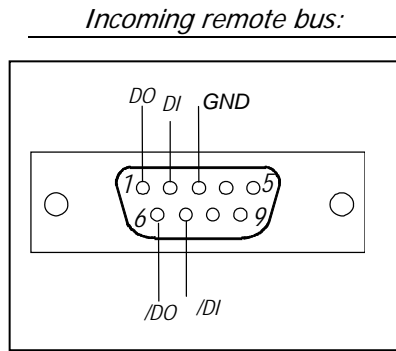 Incoming remote bus:
DO DI GND
1 5
6 9
/DO /DI